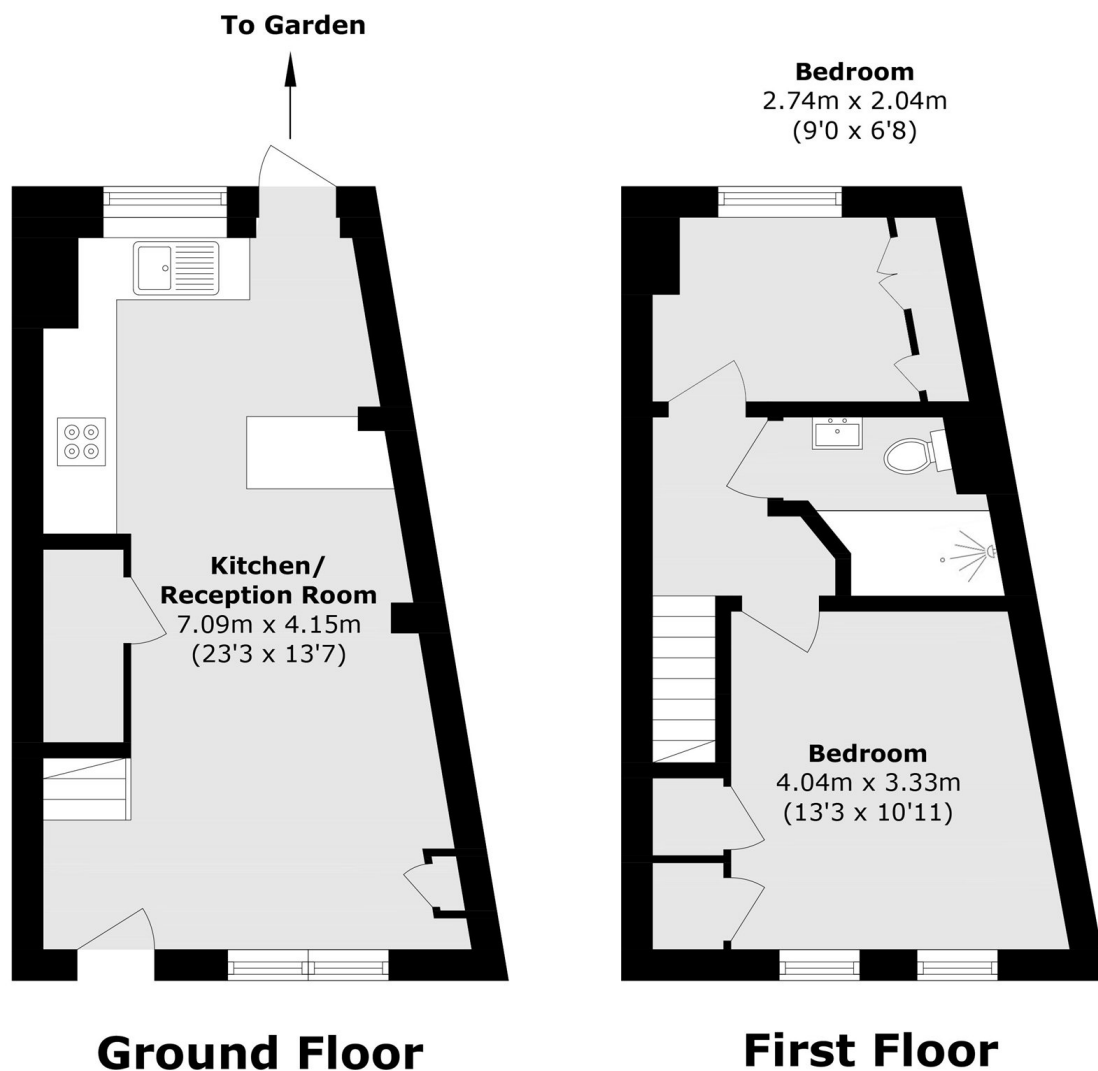 To Garden
Bedroom
2.74m x 2.04m
(9'0 x 6'8)
Kitchen/
Reception Room
7.09m x 4.15m
(23'3 x 13'7)
Bedroom
4.04m x 3.33m
(13'3 x 10'11)
Ground Floor
First Floor